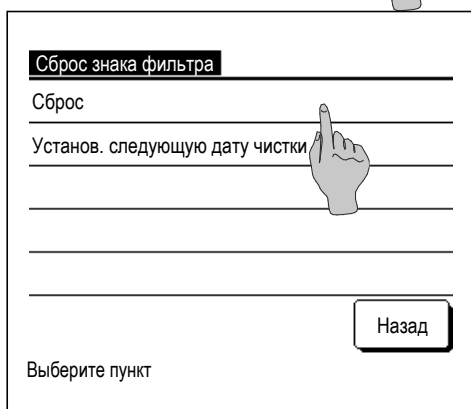 Сброс знака фильтра
Сброс
Установ. следующую дату чистки
Назад
Выберите пункт